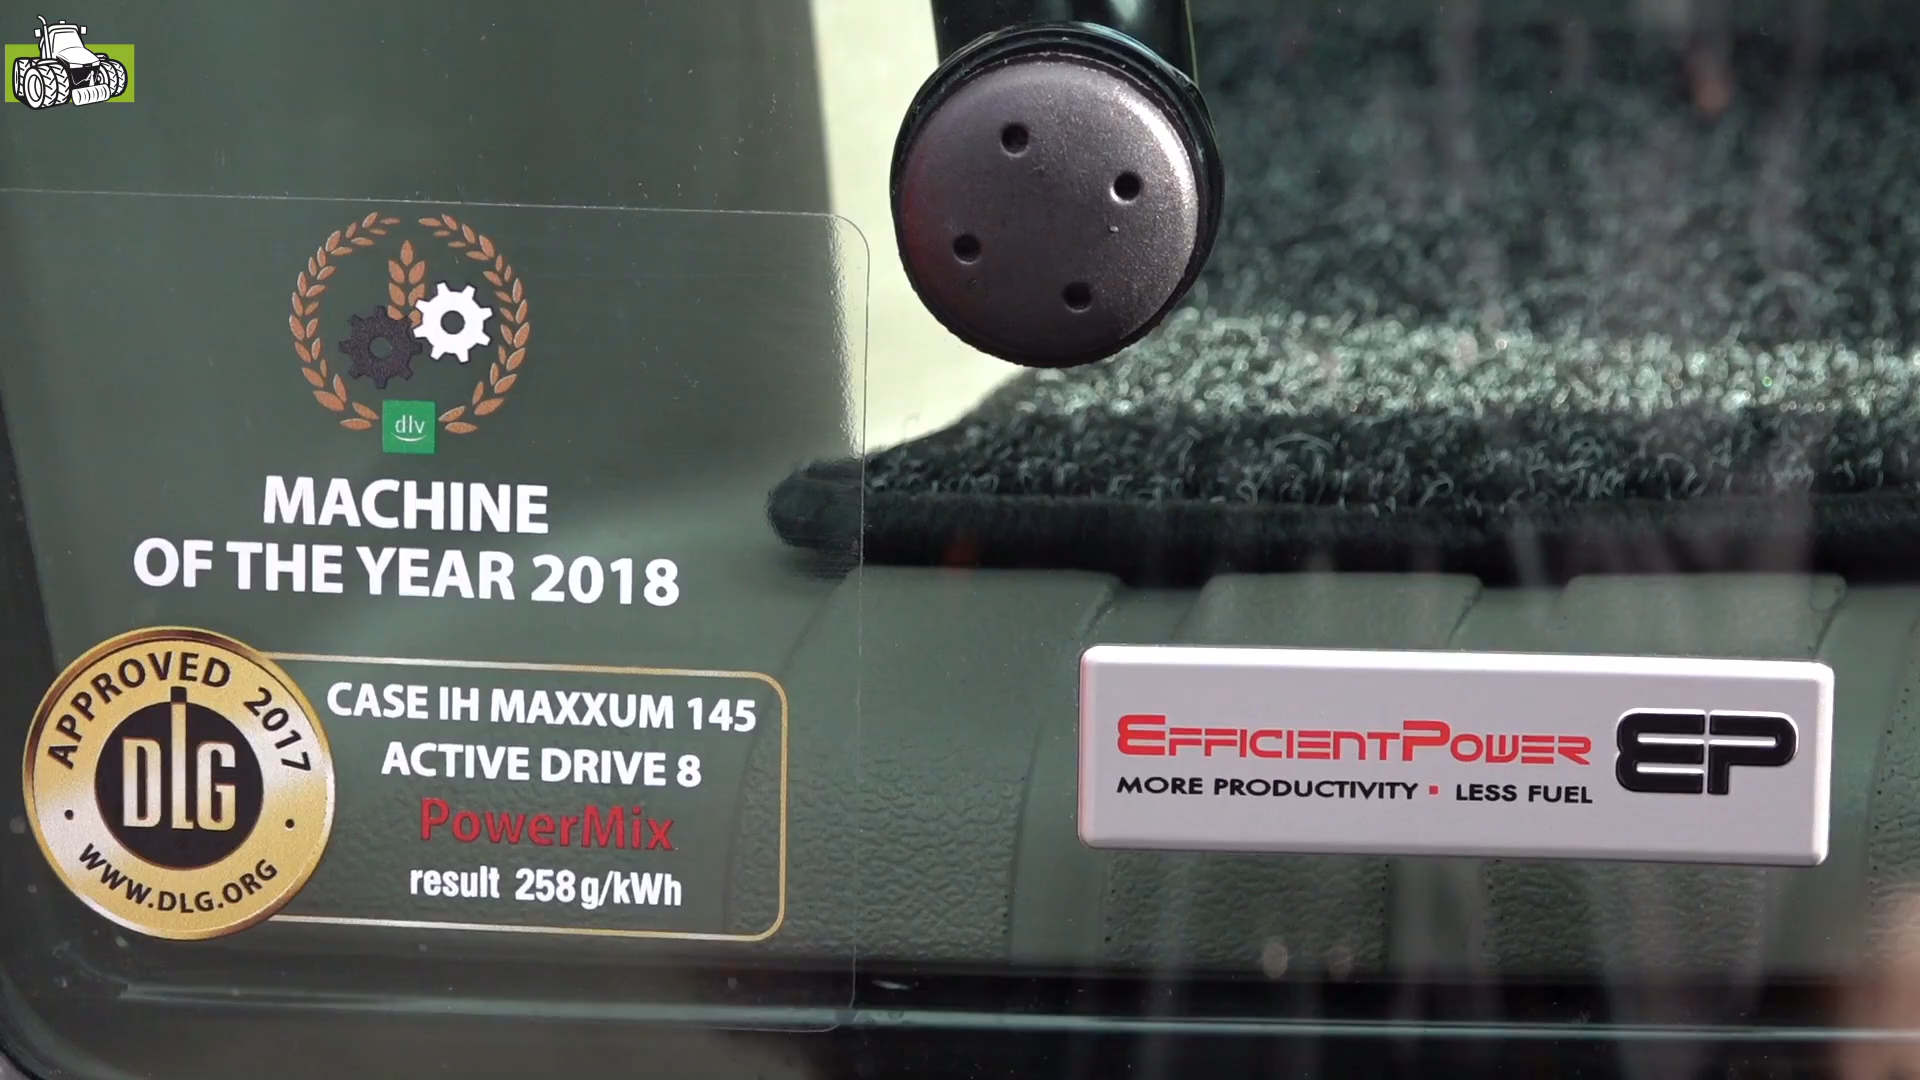 dlv
MACHINE
OF THE YEAR 2018
APPROVED 2017
DLG
WWW.DLG.ORG
CASE IH MAXXUM 145
ACTIVE DRIVE 8
PowerMix
result 258 g/kWh
EFFICIENTPOWER
MORE PRODUCTIVITY ▪ LESS FUEL
EP